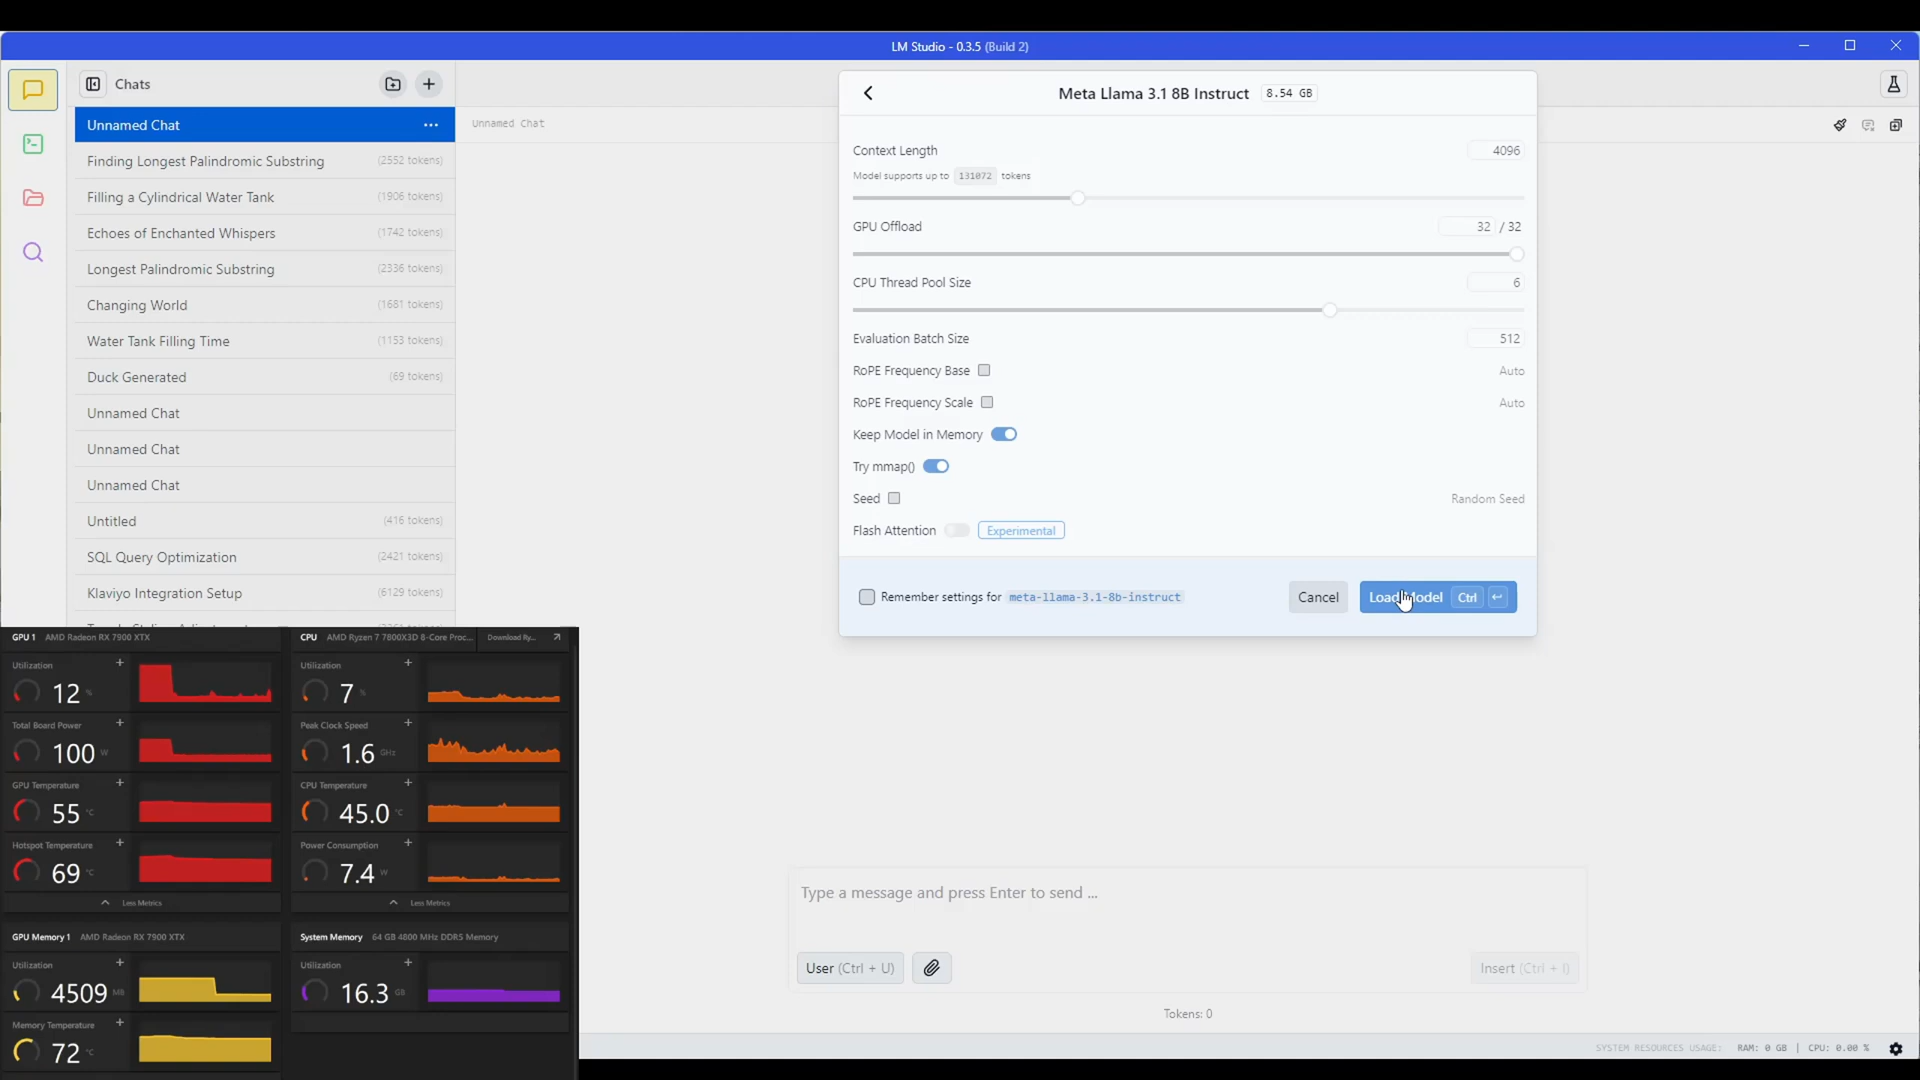 LM Studio - 0.3.5 (Build 2)
Chats
Unnamed Chat
Finding Longest Palindromic Substring (2552 tokens)
Filling a Cylindrical Water Tank (1906 tokens)
Echoes of Enchanted Whispers (1742 tokens)
Longest Palindromic Substring (2336 tokens)
Changing World (1681 tokens)
Water Tank Filling Time (1153 tokens)
Duck Generated (69 tokens)
Unnamed Chat
Unnamed Chat
Unnamed Chat
Untitled (416 tokens)
SQL Query Optimization (2421 tokens)
Klaviyo Integration Setup (6129 tokens)
Unnamed Chat
Meta Llama 3.1 8B Instruct 8.54 GB
Context Length 4096
Model supports up to 131072 tokens
GPU Offload 32 / 32
CPU Thread Pool Size 6
Evaluation Batch Size 512
RoPE Frequency Base Auto
RoPE Frequency Scale Auto
Keep Model in Memory
Try mmap()
Seed Random Seed
Flash Attention Experimental
Remember settings for meta-llama-3.1-8b-instruct
Cancel
Load Model Ctrl
GPU 1 AMD Radeon RX 7900 XTX
Utilization
12 %
Total Board Power
100 W
GPU Temperature
55 °C
Hotspot Temperature
69 °C
Less Metrics
GPU Memory 1 AMD Radeon RX 7900 XTX
Utilization
4509 MB
Memory Temperature
72 °C
CPU AMD Ryzen 7 7800X3D 8-Core Proc... Download Ry...
Utilization
7 %
Peak Clock Speed
1.6 GHz
CPU Temperature
45.0 °C
Power Consumption
7.4 W
Less Metrics
System Memory 64 GB 4800 MHz DDR5 Memory
Utilization
16.3 GB
Type a message and press Enter to send ...
User (Ctrl + U)
Insert (Ctrl + I)
Tokens: 0
SYSTEM RESOURCES USAGE: RAM: 0 GB | CPU: 0.00 %